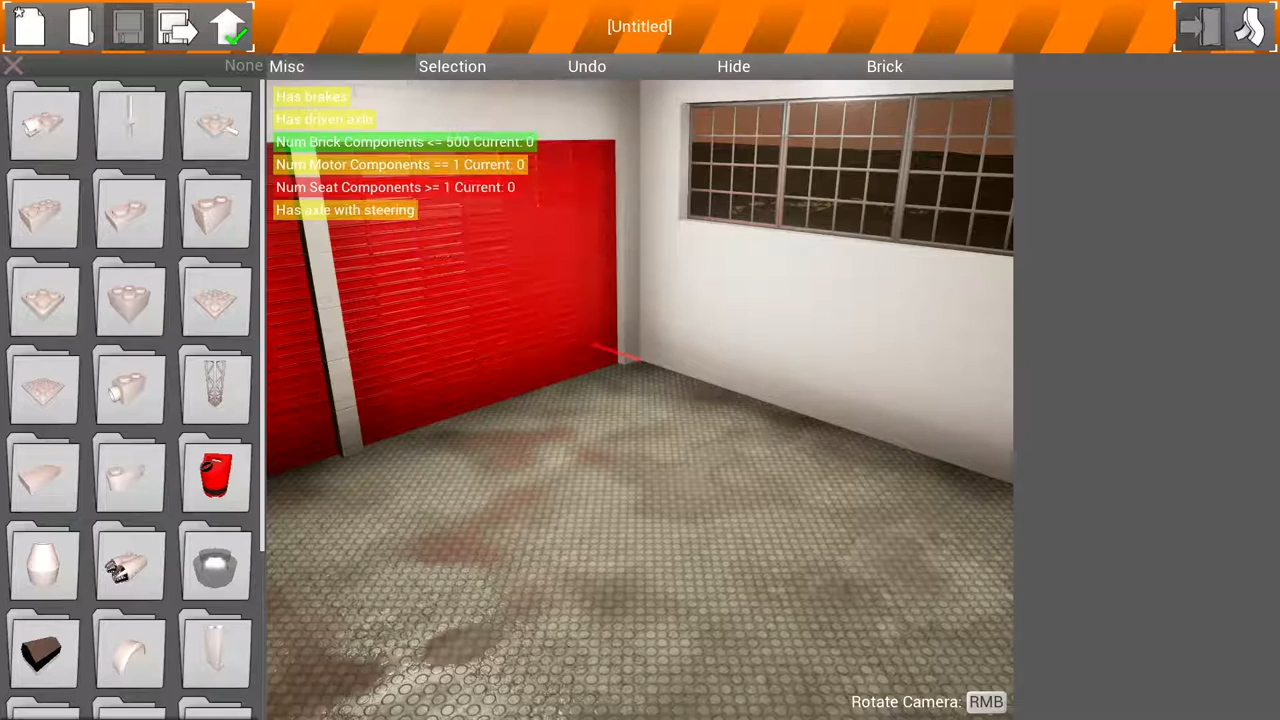 [Untitled]
None
Misc
Selection
Undo
Hide
Brick
Has brakes
Has driven axle
Num Brick Components <= 500 Current: 0
Num Motor Components == 1 Current: 0
Num Seat Components >= 1 Current: 0
Has axle with steering
Rotate Camera: RMB